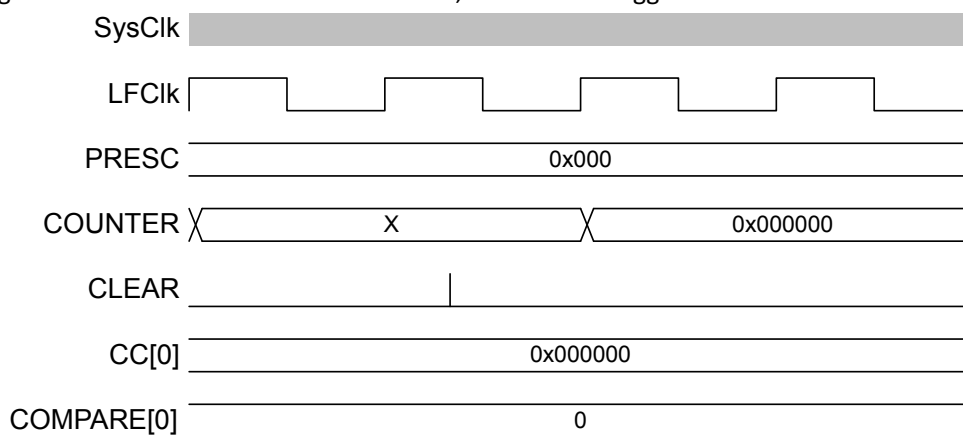 SysClk
LFClk
PRESC 0x000
COUNTER X 0x000000
CLEAR
CC[0] 0x000000
COMPARE[0] 0